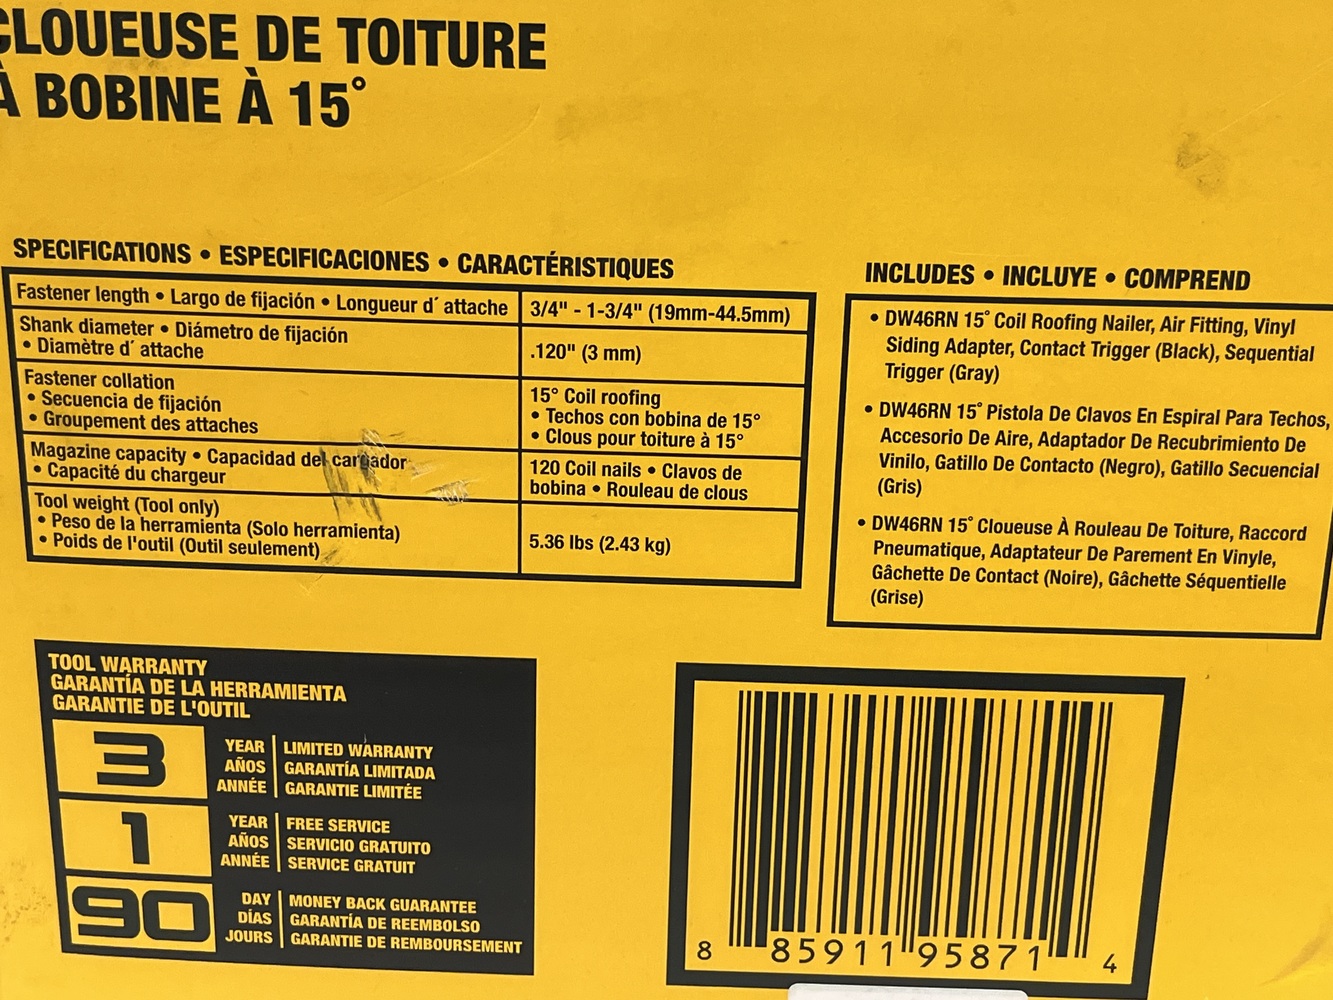 CLOUEUSE DE TOITURE
À BOBINE À 15°
SPECIFICATIONS • ESPECIFICACIONES • CARACTÉRISTIQUES
Fastener length • Largo de fijación • Longueur d´ attache
3/4" - 1-3/4" (19mm-44.5mm)
Shank diameter • Diámetro de fijación
• Diamètre d´ attache
.120" (3 mm)
Fastener collation
• Secuencia de fijación
• Groupement des attaches
15° Coil roofing
• Techos con bobina de 15°
• Clous pour toiture à 15°
Magazine capacity • Capacidad del cargador
• Capacité du chargeur
120 Coil nails • Clavos de
bobina • Rouleau de clous
Tool weight (Tool only)
• Peso de la herramienta (Solo herramienta)
• Poids de l'outil (Outil seulement)
5.36 lbs (2.43 kg)
INCLUDES • INCLUYE • COMPREND
• DW46RN 15° Coil Roofing Nailer, Air Fitting, Vinyl
Siding Adapter, Contact Trigger (Black), Sequential
Trigger (Gray)
• DW46RN 15° Pistola De Clavos En Espiral Para Techos,
Accesorio De Aire, Adaptador De Recubrimiento De
Vinilo, Gatillo De Contacto (Negro), Gatillo Secuencial
(Gris)
• DW46RN 15° Cloueuse À Rouleau De Toiture, Raccord
Pneumatique, Adaptateur De Parement En Vinyle,
Gâchette De Contact (Noire), Gâchette Séquentielle
(Grise)
TOOL WARRANTY
GARANTÍA DE LA HERRAMIENTA
GARANTIE DE L'OUTIL
3
YEAR
AÑOS
ANNÉE
LIMITED WARRANTY
GARANTÍA LIMITADA
GARANTIE LIMITÉE
1
YEAR
AÑOS
ANNÉE
FREE SERVICE
SERVICIO GRATUITO
SERVICE GRATUIT
90
DAY
DÍAS
JOURS
MONEY BACK GUARANTEE
GARANTÍA DE REEMBOLSO
GARANTIE DE REMBOURSEMENT
8 85911 95871 4